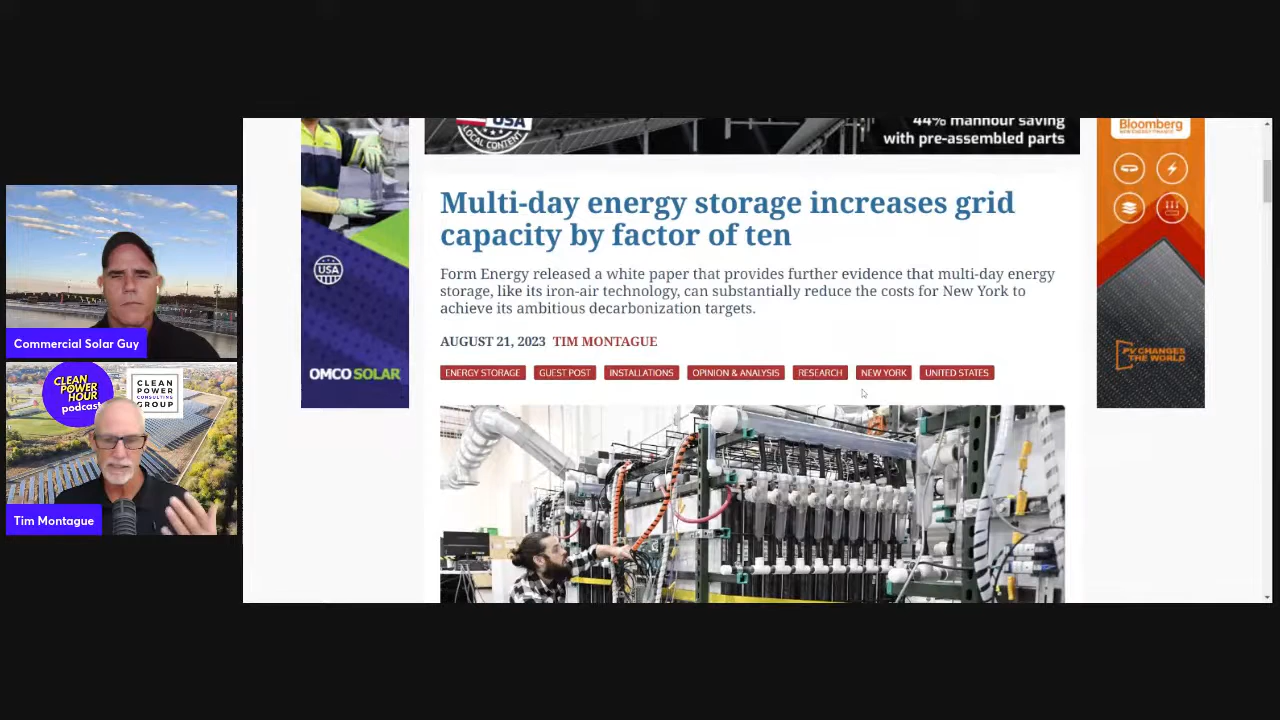 Commercial Solar Guy
CLEAN
POWER
HOUR
podcast
CLEAN
POWER
CONSULTING
GROUP
Tim Montague
USA
OMCO SOLAR
USA
LOCAL CONTENT
44% manhour saving
with pre-assembled parts
Multi-day energy storage increases grid
capacity by factor of ten
Form Energy released a white paper that provides further evidence that multi-day energy
storage, like its iron-air technology, can substantially reduce the costs for New York to
achieve its ambitious decarbonization targets.
AUGUST 21, 2023 TIM MONTAGUE
ENERGY STORAGE GUEST POST INSTALLATIONS OPINION & ANALYSIS RESEARCH NEW YORK UNITED STATES
Bloomberg
PV CHANGES
THE WORLD